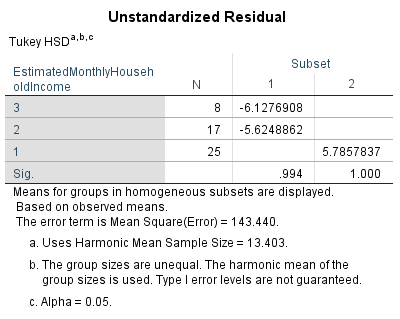 Unstandardized Residual
Tukey HSDa,b,c
EstimatedMonthlyHouseh
oldIncome
N
Subset
1 2
3 8 -6.1276908
2 17 -5.6248862
1 25 5.7857837
Sig. .994 1.000
Means for groups in homogeneous subsets are displayed.
Based on observed means.
The error term is Mean Square(Error) = 143.440.
a. Uses Harmonic Mean Sample Size = 13.403.
b. The group sizes are unequal. The harmonic mean of the
group sizes is used. Type I error levels are not guaranteed.
c. Alpha = 0.05.